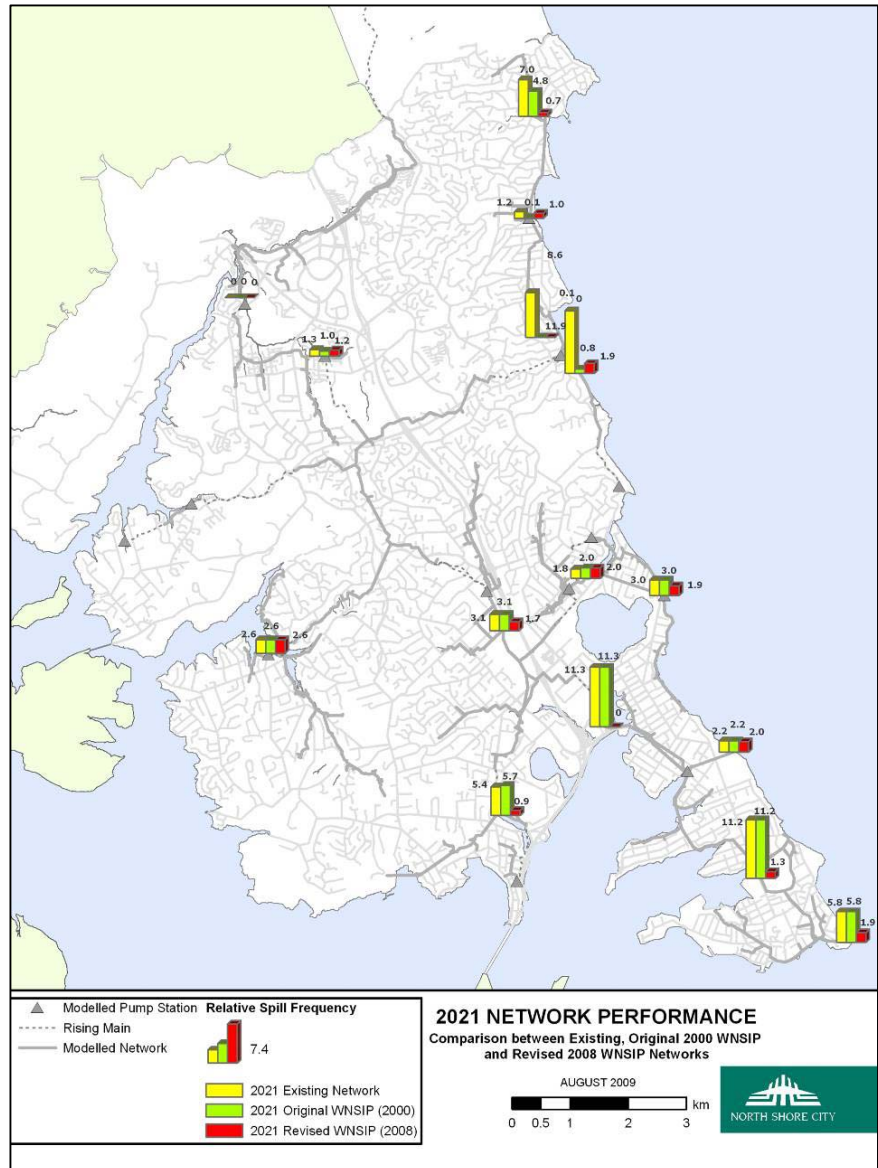 7.0
4.8
0.7
1.2 0.1 1.0
8.6
0.1
0
0 0 0
11.9
1.3 1.0 1.2
0.8
1.9
2.0
1.8 2.0
3.0
3.0 1.9
3.1
3.1 1.7
2.6
2.6 2.6
11.3 11.3
0
2.2 2.2 2.0
5.4 5.7
0.9
11.2
11.2
1.3
5.8 5.8
1.9
Modelled Pump Station
Rising Main
Modelled Network
Relative Spill Frequency
7.4
2021 Existing Network
2021 Original WNSIP (2000)
2021 Revised WNSIP (2008)
2021 NETWORK PERFORMANCE
Comparison between Existing, Original 2000 WNSIP
and Revised 2008 WNSIP Networks
AUGUST 2009
km
0 0.5 1 2 3
NORTH SHORE CITY